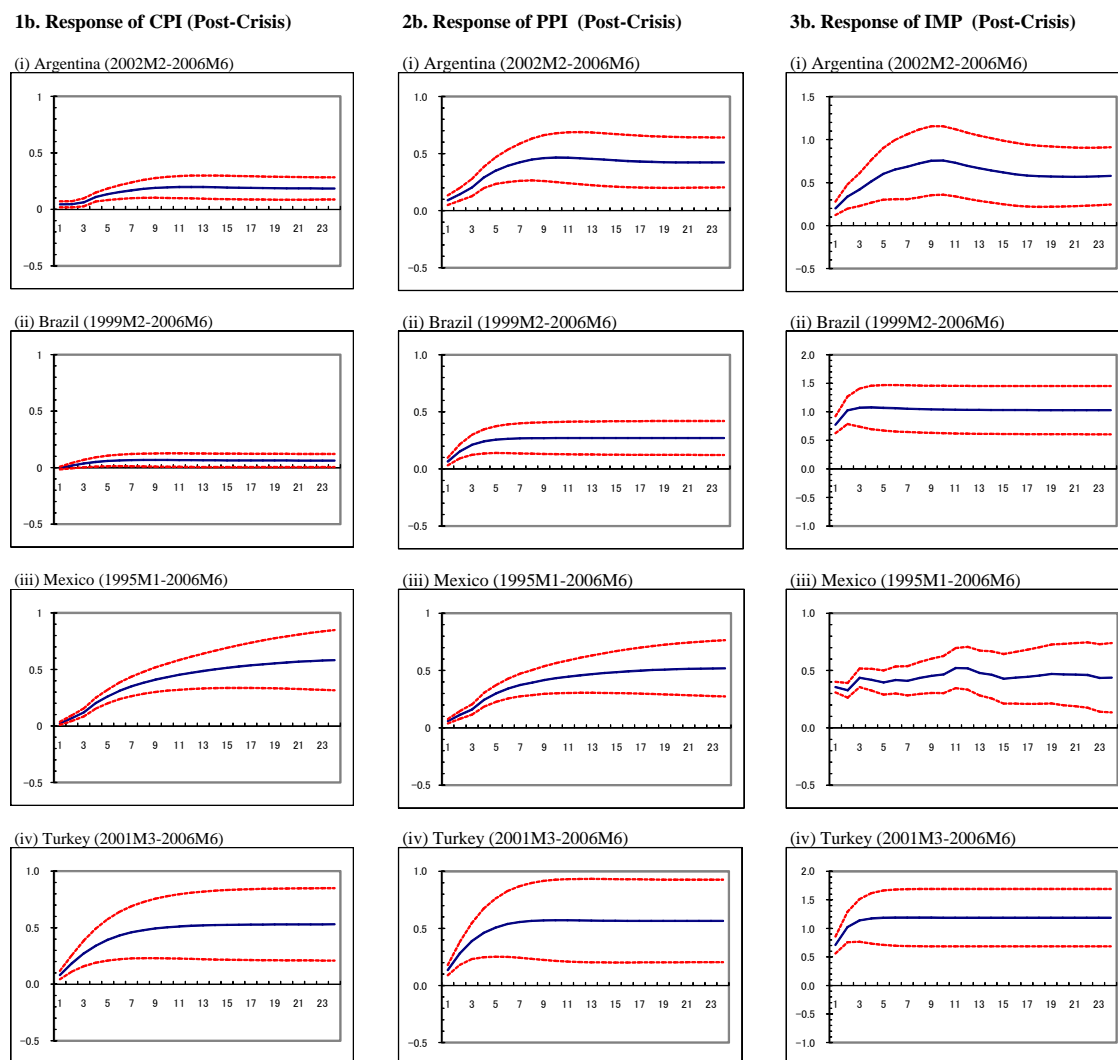 1b. Response of CPI (Post-Crisis)
2b. Response of PPI (Post-Crisis)
3b. Response of IMP (Post-Crisis)
(i) Argentina (2002M2-2006M6)
(i) Argentina (2002M2-2006M6)
(i) Argentina (2002M2-2006M6)
1
0.5
0
−0.5
1 3 5 7 9 11 13 15 17 19 21 23
1.0
0.5
0.0
−0.5
1 3 5 7 9 11 13 15 17 19 21 23
1.5
1.0
0.5
0.0
−0.5
1 3 5 7 9 11 13 15 17 19 21 23
(ii) Brazil (1999M2-2006M6)
(ii) Brazil (1999M2-2006M6)
(ii) Brazil (1999M2-2006M6)
1
0.5
0
−0.5
1 3 5 7 9 11 13 15 17 19 21 23
1.0
0.5
0.0
−0.5
1 3 5 7 9 11 13 15 17 19 21 23
2.0
1.5
1.0
0.5
0.0
−0.5
−1.0
1 3 5 7 9 11 13 15 17 19 21 23
(iii) Mexico (1995M1-2006M6)
(iii) Mexico (1995M1-2006M6)
(iii) Mexico (1995M1-2006M6)
1
0.5
0
−0.5
1 3 5 7 9 11 13 15 17 19 21 23
1.0
0.5
0.0
−0.5
1 3 5 7 9 11 13 15 17 19 21 23
1.0
0.5
0.0
−0.5
1 3 5 7 9 11 13 15 17 19 21 23
(iv) Turkey (2001M3-2006M6)
(iv) Turkey (2001M3-2006M6)
(iv) Turkey (2001M3-2006M6)
1.0
0.5
0.0
−0.5
1 3 5 7 9 11 13 15 17 19 21 23
1.0
0.5
0.0
−0.5
1 3 5 7 9 11 13 15 17 19 21 23
2.0
1.5
1.0
0.5
0.0
−0.5
−1.0
1 3 5 7 9 11 13 15 17 19 21 23